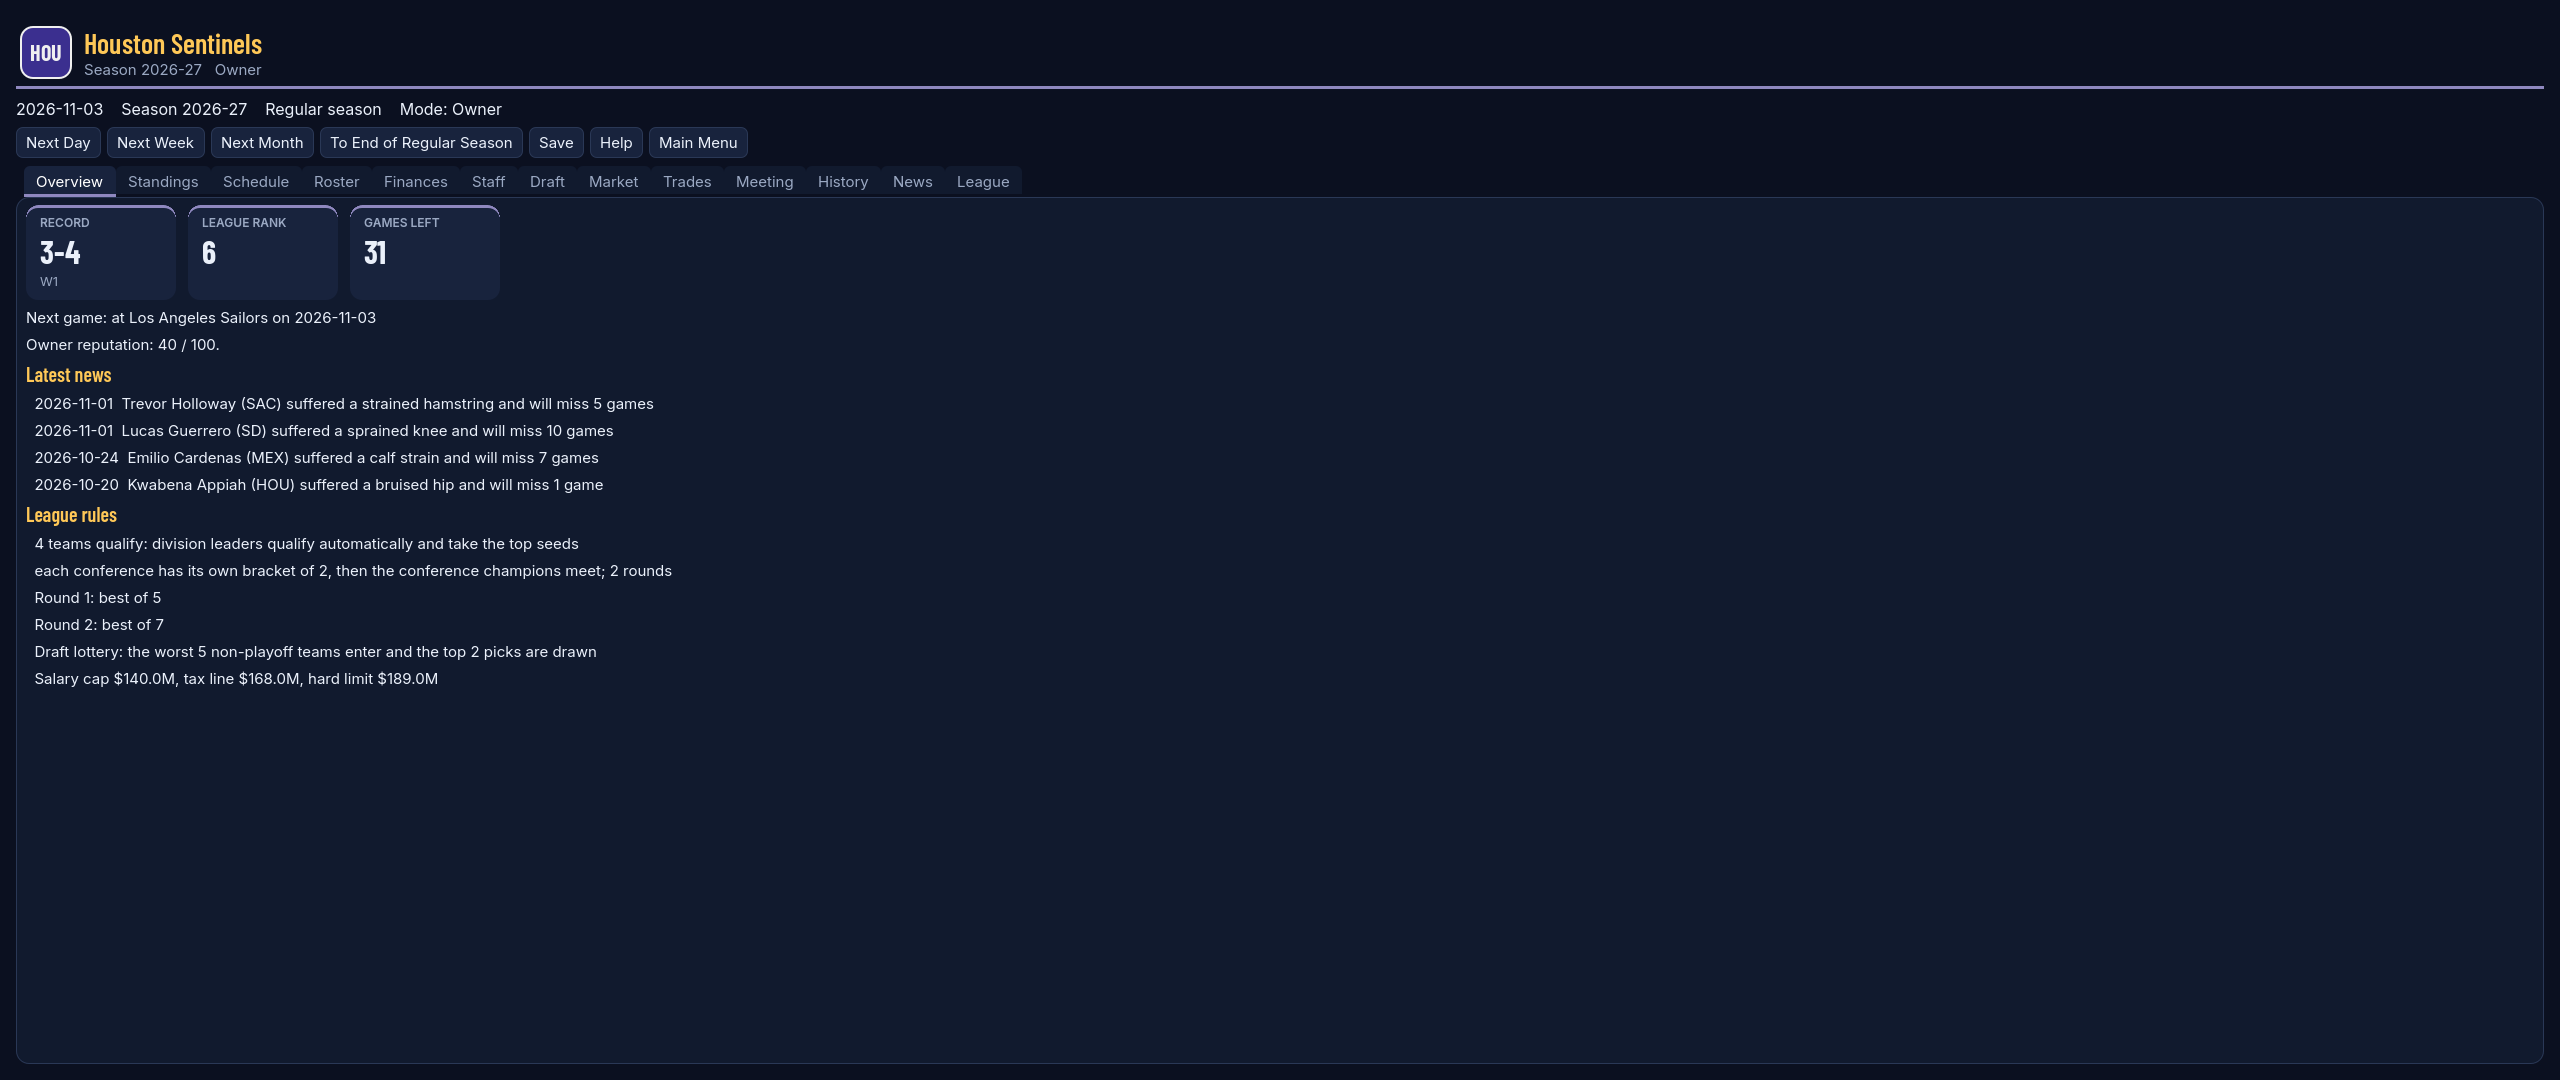 HOU
Houston Sentinels
Season 2026-27 Owner
2026-11-03 Season 2026-27 Regular season Mode: Owner
Next Day Next Week Next Month To End of Regular Season Save Help Main Menu
Overview Standings Schedule Roster Finances Staff Draft Market Trades Meeting History News League
RECORD LEAGUE RANK GAMES LEFT
3-4 6 31
W1
Next game: at Los Angeles Sailors on 2026-11-03
Owner reputation: 40 / 100.
Latest news
2026-11-01 Trevor Holloway (SAC) suffered a strained hamstring and will miss 5 games
2026-11-01 Lucas Guerrero (SD) suffered a sprained knee and will miss 10 games
2026-10-24 Emilio Cardenas (MEX) suffered a calf strain and will miss 7 games
2026-10-20 Kwabena Appiah (HOU) suffered a bruised hip and will miss 1 game
League rules
4 teams qualify: division leaders qualify automatically and take the top seeds
each conference has its own bracket of 2, then the conference champions meet; 2 rounds
Round 1: best of 5
Round 2: best of 7
Draft lottery: the worst 5 non-playoff teams enter and the top 2 picks are drawn
Salary cap $140.0M, tax line $168.0M, hard limit $189.0M